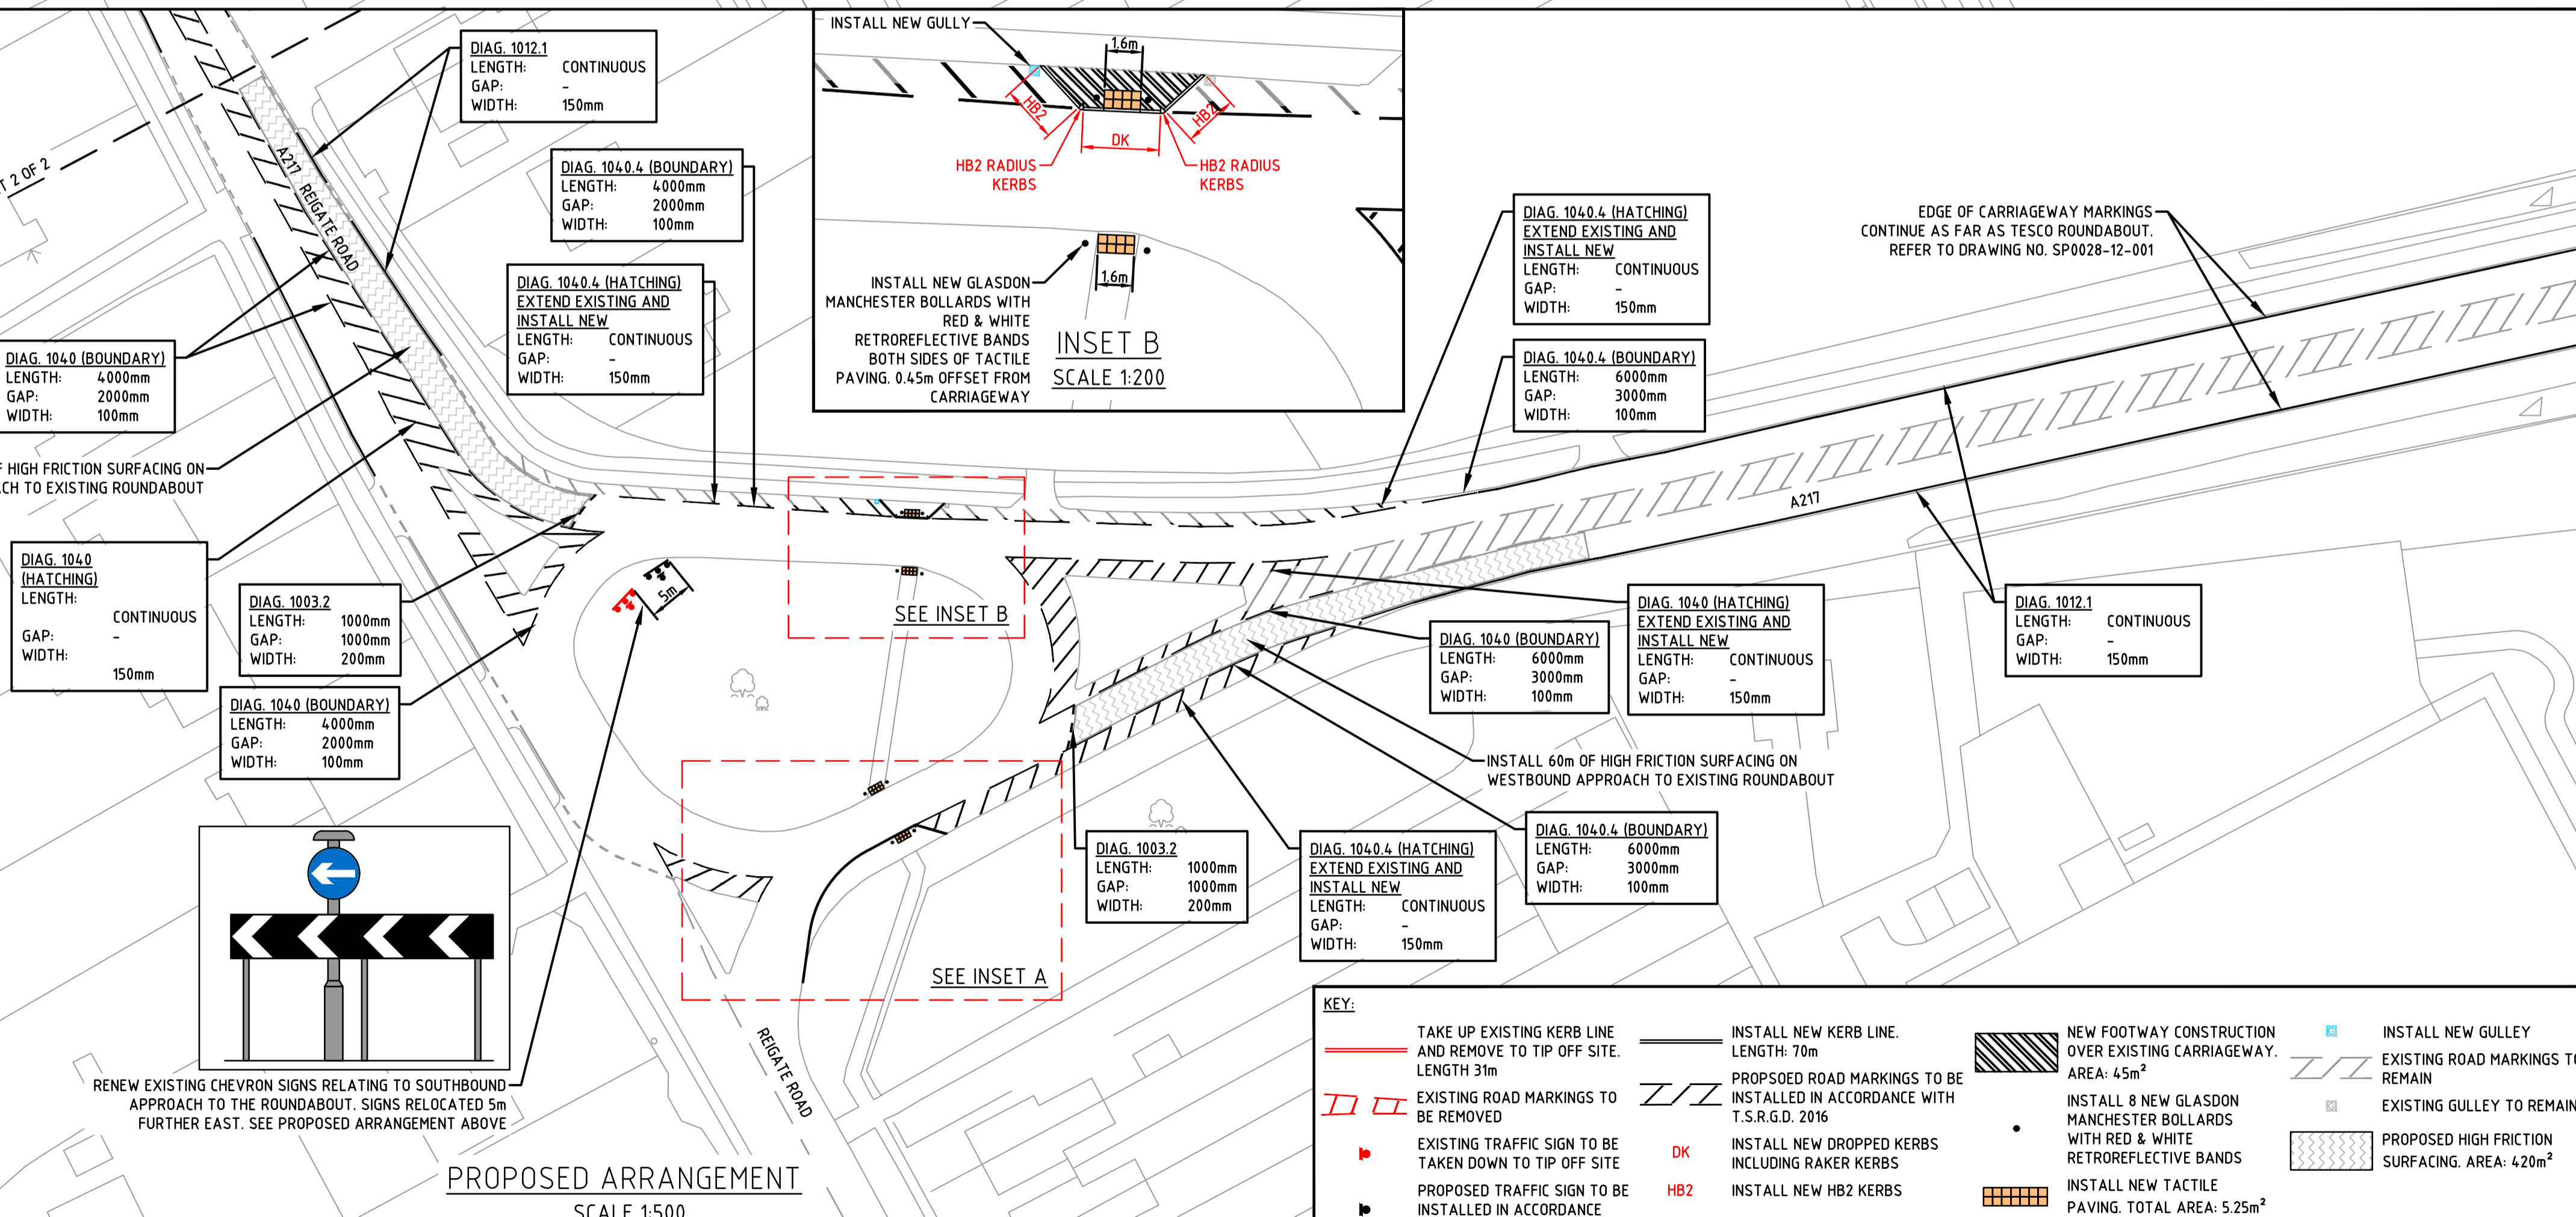 DIAG. 1012.1
LENGTH: CONTINUOUS
GAP: -
WIDTH: 150mm
T 2 OF 2
A217 REIGATE ROAD
DIAG. 1040.4 (BOUNDARY)
LENGTH: 4000mm
GAP: 2000mm
WIDTH: 100mm
DIAG. 1040.4 (HATCHING)
EXTEND EXISTING AND
INSTALL NEW
LENGTH: CONTINUOUS
GAP: -
WIDTH: 150mm
DIAG. 1040 (BOUNDARY)
LENGTH: 4000mm
GAP: 2000mm
WIDTH: 100mm
F HIGH FRICTION SURFACING ON
CH TO EXISTING ROUNDABOUT
DIAG. 1040
(HATCHING)
LENGTH:
CONTINUOUS
GAP: -
WIDTH:
150mm
DIAG. 1003.2
LENGTH: 1000mm
GAP: 1000mm
WIDTH: 200mm
DIAG. 1040 (BOUNDARY)
LENGTH: 4000mm
GAP: 2000mm
WIDTH: 100mm
INSTALL NEW GULLY
1.6m
HB2
HB2
DK
HB2 RADIUS
KERBS
HB2 RADIUS
KERBS
1.6m
INSTALL NEW GLASDON
MANCHESTER BOLLARDS WITH
RED & WHITE
RETROREFLECTIVE BANDS
BOTH SIDES OF TACTILE
PAVING. 0.45m OFFSET FROM
CARRIAGEWAY
INSET B
SCALE 1:200
DIAG. 1040.4 (HATCHING)
EXTEND EXISTING AND
INSTALL NEW
LENGTH: CONTINUOUS
GAP: -
WIDTH: 150mm
DIAG. 1040.4 (BOUNDARY)
LENGTH: 6000mm
GAP: 3000mm
WIDTH: 100mm
EDGE OF CARRIAGEWAY MARKINGS
CONTINUE AS FAR AS TESCO ROUNDABOUT.
REFER TO DRAWING NO. SP0028-12-001
A217
5m
SEE INSET B
DIAG. 1040 (BOUNDARY)
LENGTH: 6000mm
GAP: 3000mm
WIDTH: 100mm
DIAG. 1040 (HATCHING)
EXTEND EXISTING AND
INSTALL NEW
LENGTH: CONTINUOUS
GAP: -
WIDTH: 150mm
DIAG. 1012.1
LENGTH: CONTINUOUS
GAP: -
WIDTH: 150mm
INSTALL 60m OF HIGH FRICTION SURFACING ON
WESTBOUND APPROACH TO EXISTING ROUNDABOUT
DIAG. 1003.2
LENGTH: 1000mm
GAP: 1000mm
WIDTH: 200mm
DIAG. 1040.4 (HATCHING)
EXTEND EXISTING AND
INSTALL NEW
LENGTH: CONTINUOUS
GAP: -
WIDTH: 150mm
DIAG. 1040.4 (BOUNDARY)
LENGTH: 6000mm
GAP: 3000mm
WIDTH: 100mm
SEE INSET A
REIGATE ROAD
RENEW EXISTING CHEVRON SIGNS RELATING TO SOUTHBOUND
APPROACH TO THE ROUNDABOUT. SIGNS RELOCATED 5m
FURTHER EAST. SEE PROPOSED ARRANGEMENT ABOVE
PROPOSED ARRANGEMENT
SCALE 1:500
KEY:
TAKE UP EXISTING KERB LINE
AND REMOVE TO TIP OFF SITE.
LENGTH 31m
EXISTING ROAD MARKINGS TO
BE REMOVED
EXISTING TRAFFIC SIGN TO BE
TAKEN DOWN TO TIP OFF SITE
PROPOSED TRAFFIC SIGN TO BE
INSTALLED IN ACCORDANCE
INSTALL NEW KERB LINE.
LENGTH: 70m
PROPSOED ROAD MARKINGS TO BE
INSTALLED IN ACCORDANCE WITH
T.S.R.G.D. 2016
DK INSTALL NEW DROPPED KERBS
INCLUDING RAKER KERBS
HB2 INSTALL NEW HB2 KERBS
NEW FOOTWAY CONSTRUCTION
OVER EXISTING CARRIAGEWAY.
AREA: 45m²
INSTALL 8 NEW GLASDON
MANCHESTER BOLLARDS
WITH RED & WHITE
RETROREFLECTIVE BANDS
INSTALL NEW TACTILE
PAVING. TOTAL AREA: 5.25m²
G INSTALL NEW GULLEY
EXISTING ROAD MARKINGS TO
REMAIN
G EXISTING GULLEY TO REMAIN
PROPOSED HIGH FRICTION
SURFACING. AREA: 420m²